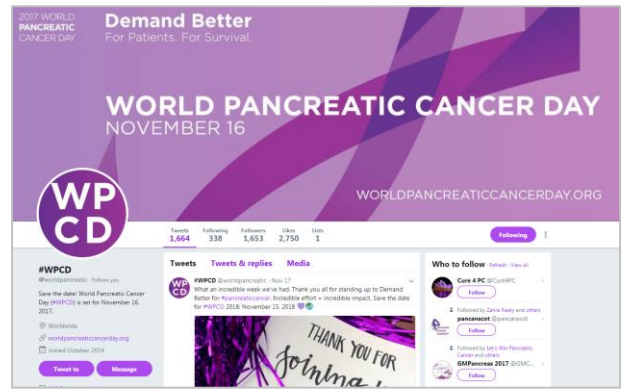 2017 WORLD
PANCREATIC
CANCER DAY
Demand Better
For Patients. For Survival.
WORLD PANCREATIC CANCER DAY
NOVEMBER 16
WORLDPANCREATICCANCERDAY.ORG
WP
CD
Tweets Following Followers Likes Lists
1,664 338 1,653 2,750 1
Following
#WPCD
@worldpancreatic Follows you
Save the date! World Pancreatic Cancer
Day (#WPCD) is set for November 16,
2017.
Worldwide
worldpancreaticcancerday.org
Joined October 2014
Tweet to Message
Tweets Tweets & replies Media
WP
CD
#WPCD @worldpancreatic · Nov 17
What an incredible week we've had. Thank you all for standing up to Demand
Better for #pancreaticcancer. Incredible effort = incredible impact. Save the date
for #WPCD 2018: November 15, 2018
THANK YOU FOR
Joining
Who to follow · Refresh · View all
Cure 4 PC @Cure4PC
Follow
Followed by Zahra Nealy and others
pancanscot @pancanscot
Follow
Followed by Let's Win Pancreatic
Cancer and others
GMPancreas 2017 @GMC...
Follow